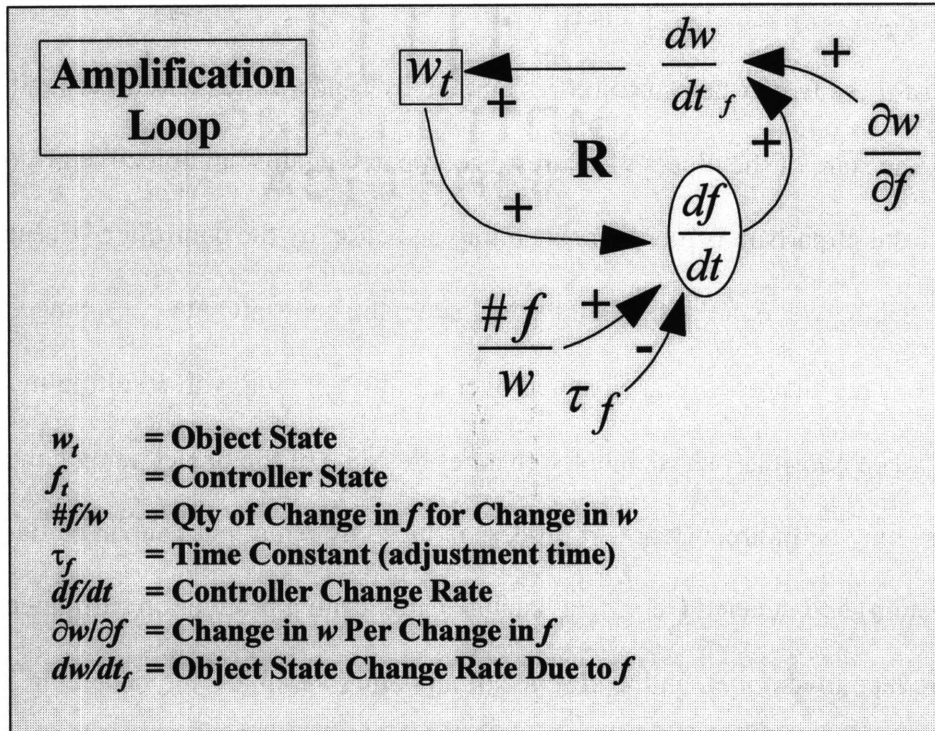 Amplification
Loop
w_t
+
dw/dt_f
+
∂w/∂f
+
R
+
df/dt
#f/w
+
-
τ_f
w_t = Object State
f_t = Controller State
#f/w = Qty of Change in f for Change in w
τ_f = Time Constant (adjustment time)
df/dt = Controller Change Rate
∂w/∂f = Change in w Per Change in f
dw/dt_f = Object State Change Rate Due to f